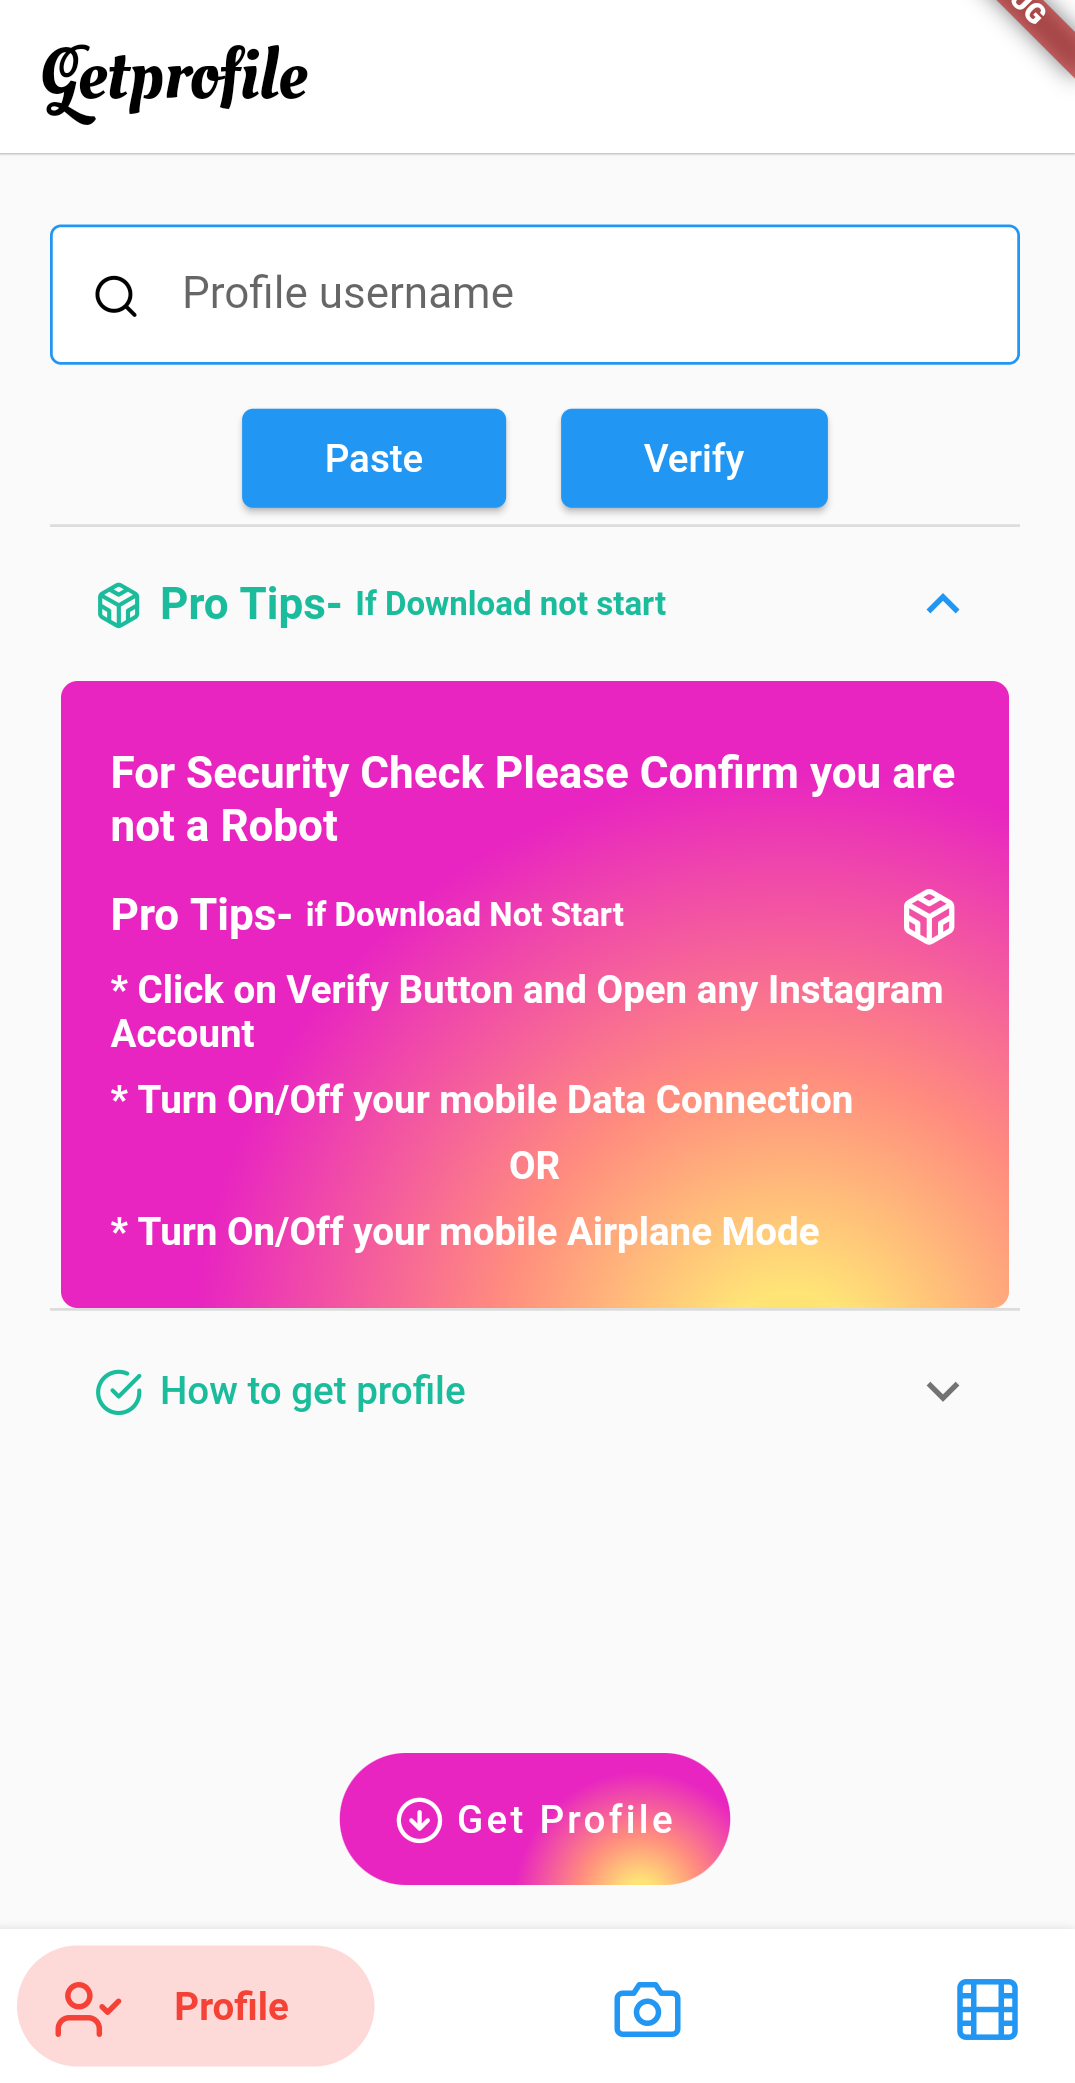 UG
Getprofile
Profile username
Paste Verify
Pro Tips- If Download not start
For Security Check Please Confirm you are
not a Robot
Pro Tips- if Download Not Start
* Click on Verify Button and Open any Instagram
Account
* Turn On/Off your mobile Data Connection
OR
* Turn On/Off your mobile Airplane Mode
How to get profile
Get Profile
Profile